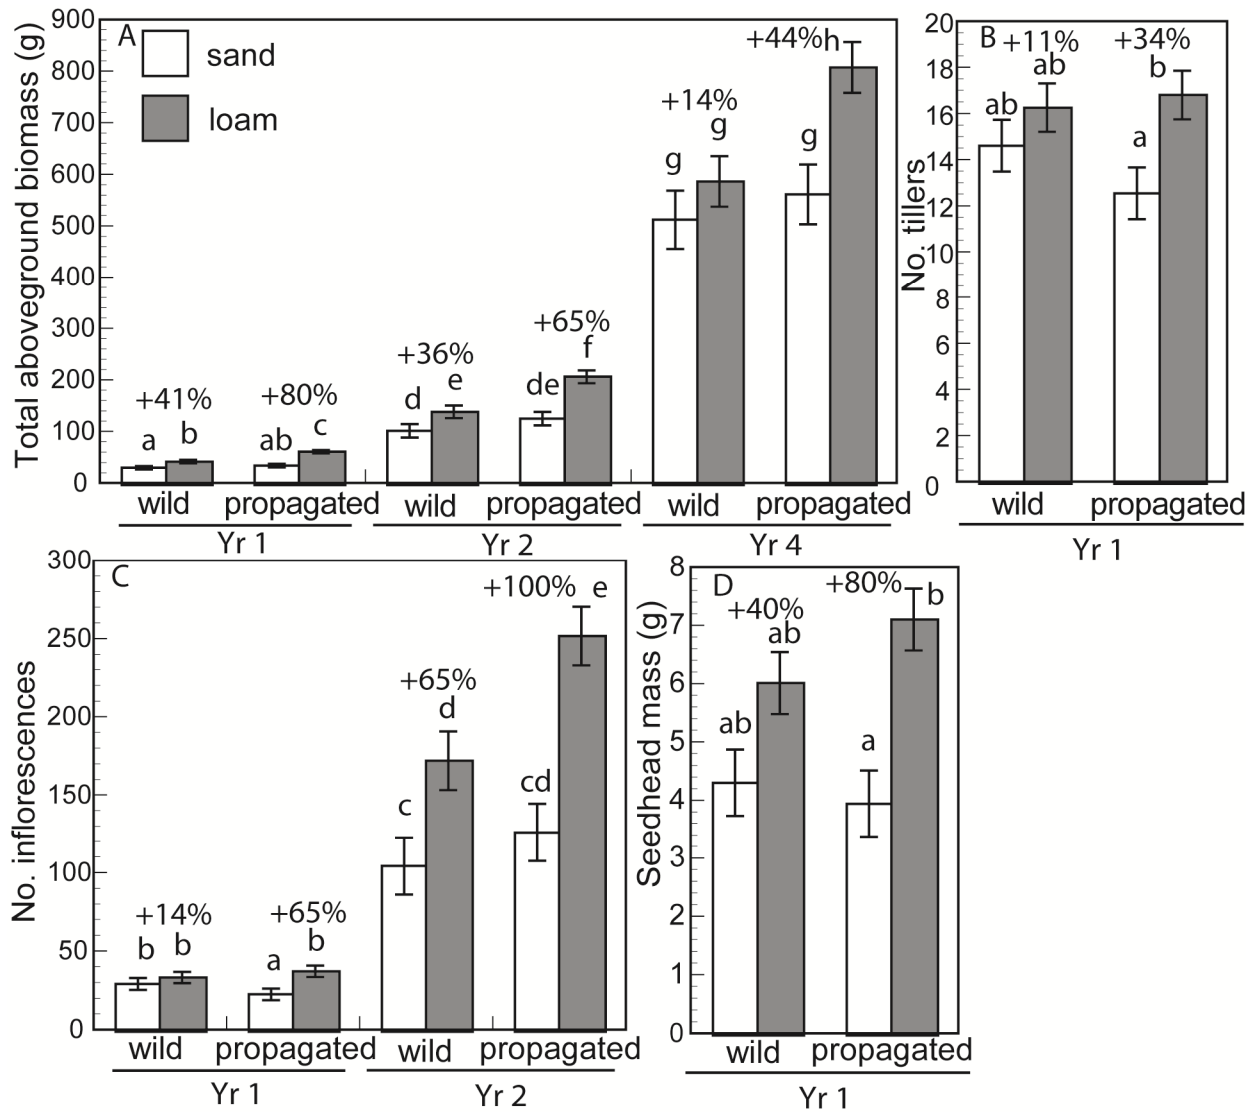 A
sand
loam
Total aboveground biomass (g)
900
800
700
600
500
400
300
200
100
0
+41%
a b
+80%
ab c
+36%
d e
+65%
de f
+14%
g g
+44%
g h
wild propagated wild propagated wild propagated
Yr 1 Yr 2 Yr 4
B
No. tillers
20
18
16
14
12
10
8
6
4
2
0
+11%
ab ab
+34%
a b
wild propagated
Yr 1
C
No. inflorescences
300
250
200
150
100
50
0
+14%
b b
+65%
a b
+65%
c d
+100%
cd e
wild propagated wild propagated
Yr 1 Yr 2
D
Seedhead mass (g)
8
7
6
5
4
3
2
1
0
+40%
ab ab
+80%
a b
wild propagated
Yr 1